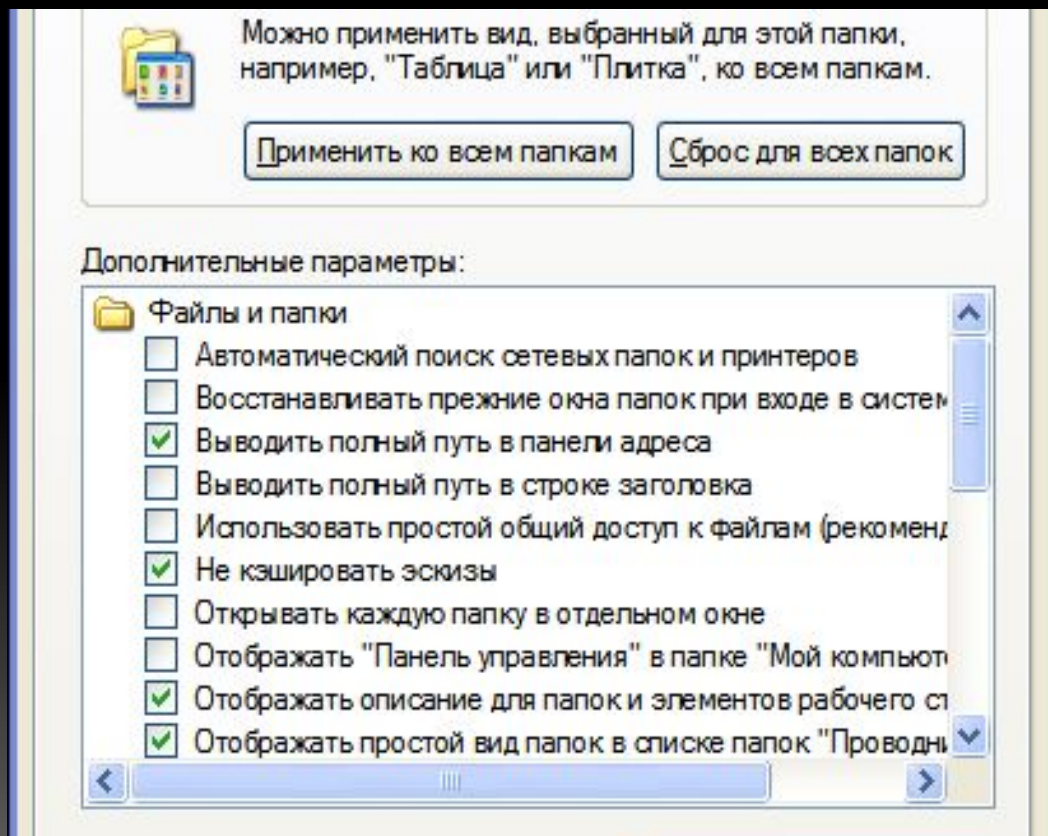 Можно применить вид, выбранный для этой папки,
например, "Таблица" или "Плитка", ко всем папкам.
Применить ко всем папкам
Сброс для всех папок
Дополнительные параметры:
Файлы и папки
Автоматический поиск сетевых папок и принтеров
Восстанавливать прежние окна папок при входе в систем
Выводить полный путь в панели адреса
Выводить полный путь в строке заголовка
Использовать простой общий доступ к файлам (рекоменд
Не кэшировать эскизы
Открывать каждую папку в отдельном окне
Отображать "Панель управления" в папке "Мой компьют
Отображать описание для папок и элементов рабочего ст
Отображать простой вид папок в списке папок "Проводни